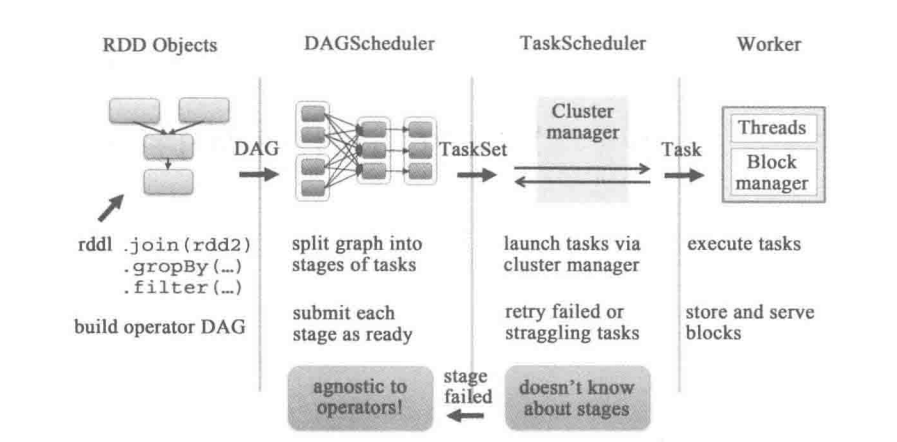 RDD Objects
DAGScheduler
TaskScheduler
Worker
DAG
TaskSet
Cluster
manager
Task
Threads
Block
manager
rddl .join(rdd2)
.gropBy(…)
.filter(…)
build operator DAG
split graph into
stages of tasks
submit each
stage as ready
launch tasks via
cluster manager
retry failed or
straggling tasks
execute tasks
store and serve
blocks
agnostic to
operators!
stage
failed
doesn't know
about stages